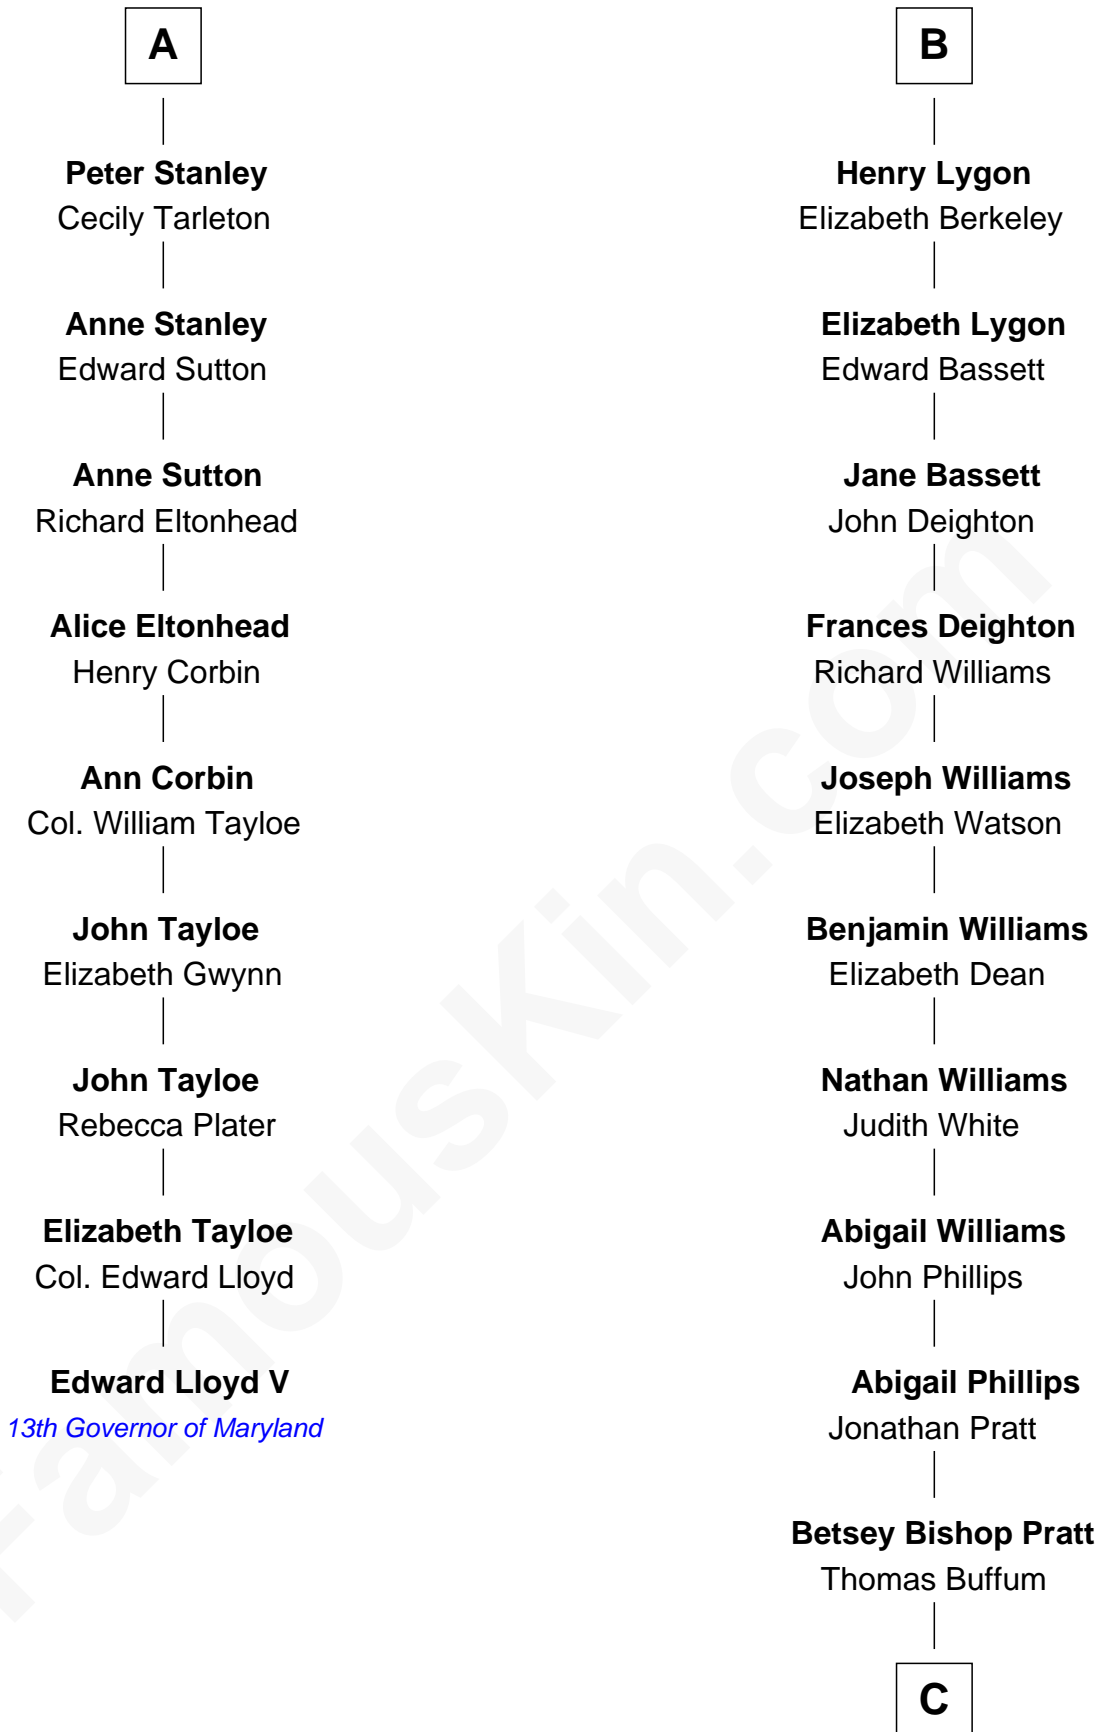 A
Peter Stanley
Cecily Tarleton
Anne Stanley
Edward Sutton
Anne Sutton
Richard Eltonhead
Alice Eltonhead
Henry Corbin
Ann Corbin
Col. William Tayloe
John Tayloe
Elizabeth Gwynn
John Tayloe
Rebecca Plater
Elizabeth Tayloe
Col. Edward Lloyd
Edward Lloyd V
13th Governor of Maryland
B
Henry Lygon
Elizabeth Berkeley
Elizabeth Lygon
Edward Bassett
Jane Bassett
John Deighton
Frances Deighton
Richard Williams
Joseph Williams
Elizabeth Watson
Benjamin Williams
Elizabeth Dean
Nathan Williams
Judith White
Abigail Williams
John Phillips
Abigail Phillips
Jonathan Pratt
Betsey Bishop Pratt
Thomas Buffum
C
FamousKin.com